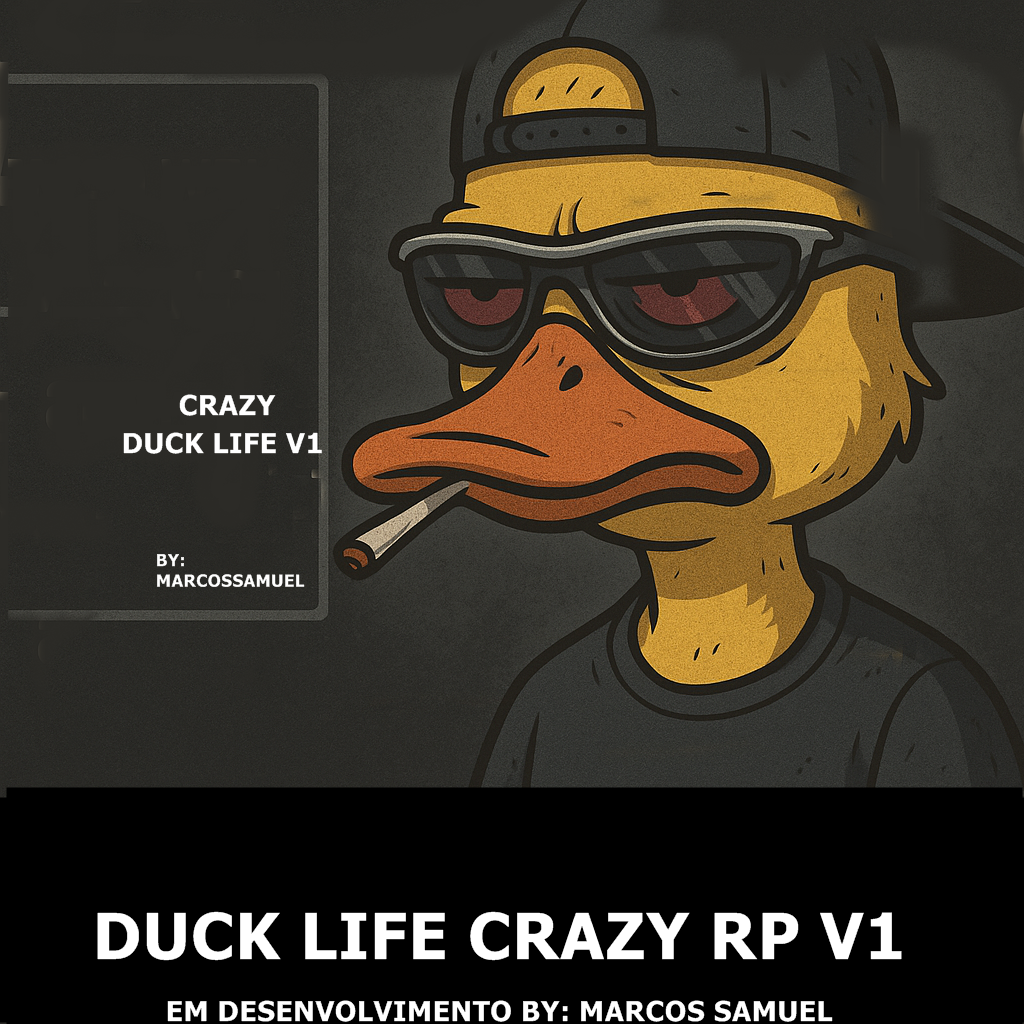 CRAZY
DUCK LIFE V1
BY:
MARCOSSAMUEL
DUCK LIFE CRAZY RP V1
EM DESENVOLVIMENTO BY: MARCOS SAMUEL